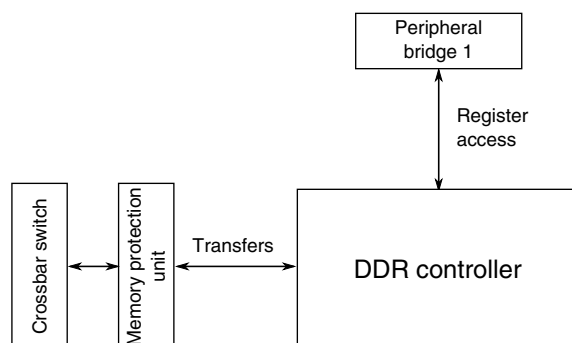 Peripheral
bridge 1
Register
access
Crossbar switch
Memory protection
unit
Transfers
DDR controller